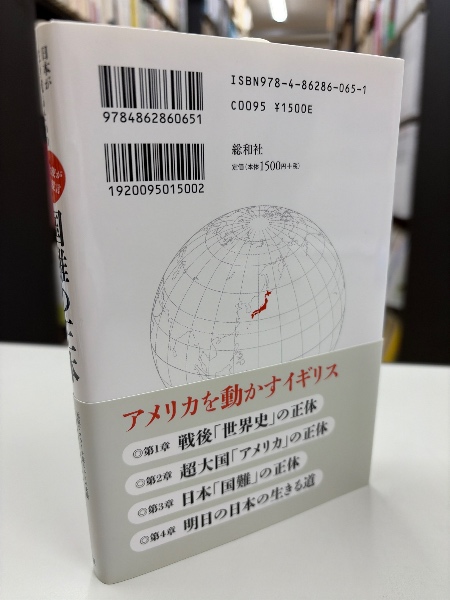 ISBN978-4-86286-065-1
C0095 ¥1500E
9784862860651
総和社
定価（本体1500円+税）
1920095015002
日本が
国難の正体
アメリカを動かすイギリス
◎第1章 戦後「世界史」の正体
◎第2章 超大国「アメリカ」の正体
◎第3章 日本「国難」の正体
◎第4章 明日の日本の生きる道